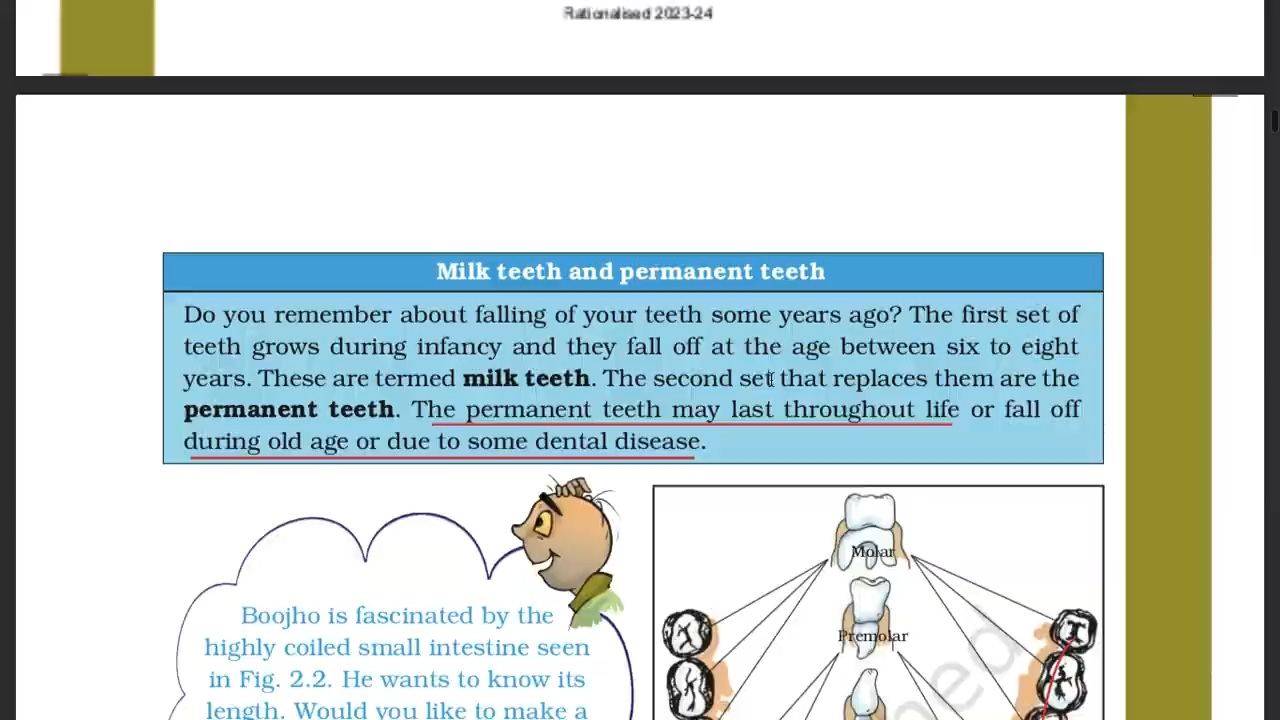 Rationalised 2023-24
Milk teeth and permanent teeth
Do you remember about falling of your teeth some years ago? The first set of
teeth grows during infancy and they fall off at the age between six to eight
years. These are termed milk teeth. The second set that replaces them are the
permanent teeth. The permanent teeth may last throughout life or fall off
during old age or due to some dental disease.
Boojho is fascinated by the
highly coiled small intestine seen
in Fig. 2.2. He wants to know its
length. Would you like to make a
Molar
Premolar